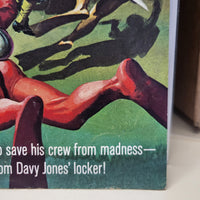 save his crew from madness—
om Davy Jones' locker!